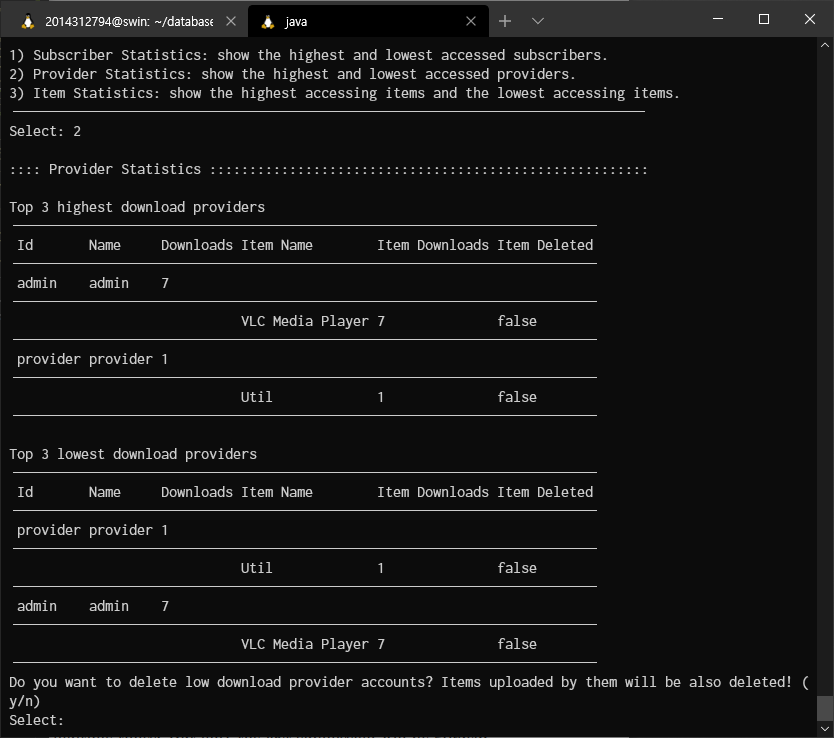 2014312794@swin: ~/database
java
1) Subscriber Statistics: show the highest and lowest accessed subscribers.
2) Provider Statistics: show the highest and lowest accessed providers.
3) Item Statistics: show the highest accessing items and the lowest accessing items.
Select: 2
:::: Provider Statistics :::::::::::::::::::::::::::::::::::::::::::::::::::::::
Top 3 highest download providers
Id Name Downloads Item Name Item Downloads Item Deleted
admin admin 7
VLC Media Player 7 false
provider provider 1
Util 1 false
Top 3 lowest download providers
Id Name Downloads Item Name Item Downloads Item Deleted
provider provider 1
Util 1 false
admin admin 7
VLC Media Player 7 false
Do you want to delete low download provider accounts? Items uploaded by them will be also deleted! (
y/n)
Select: